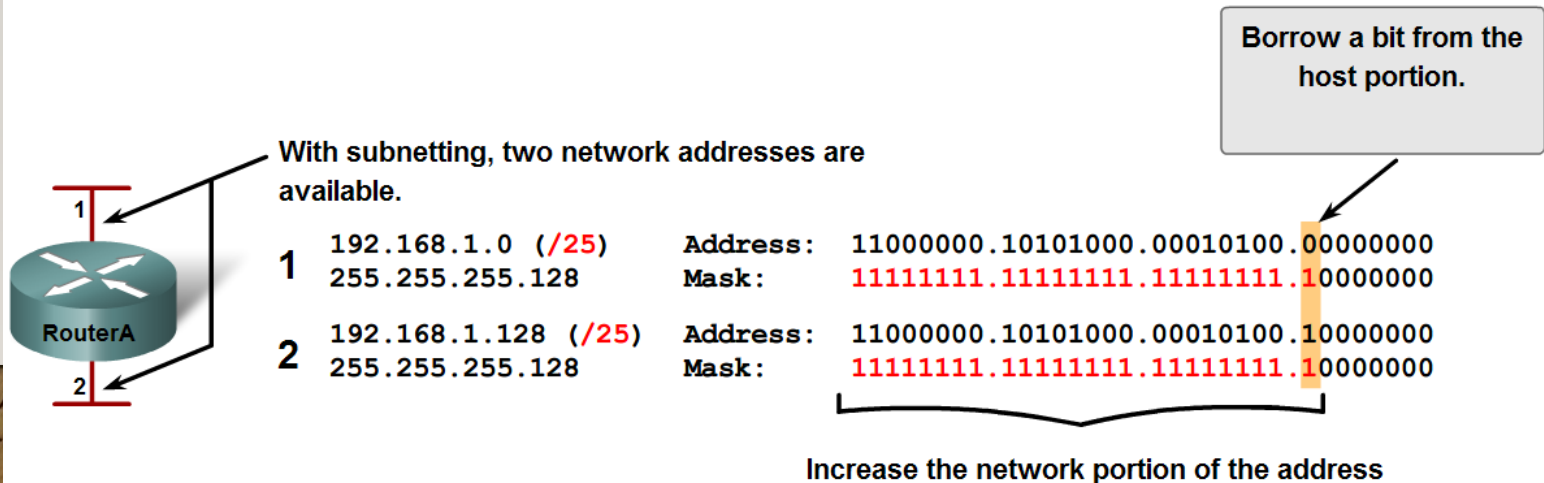 Borrow a bit from the
host portion.
With subnetting, two network addresses are
available.
1
192.168.1.0 (/25) Address: 11000000.10101000.00010100.00000000
1
255.255.255.128 Mask: 11111111.11111111.11111111.10000000
RouterA
192.168.1.128 (/25) Address: 11000000.10101000.00010100.10000000
2
255.255.255.128 Mask: 11111111.11111111.11111111.10000000
2
Increase the network portion of the address